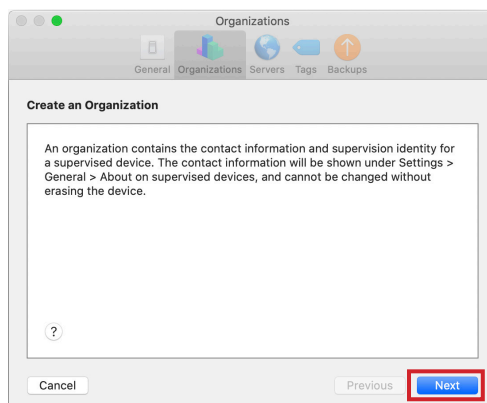 Organizations
General Organizations Servers Tags Backups
Create an Organization
An organization contains the contact information and supervision identity for
a supervised device. The contact information will be shown under Settings >
General > About on supervised devices, and cannot be changed without
erasing the device.
?
Cancel Previous Next